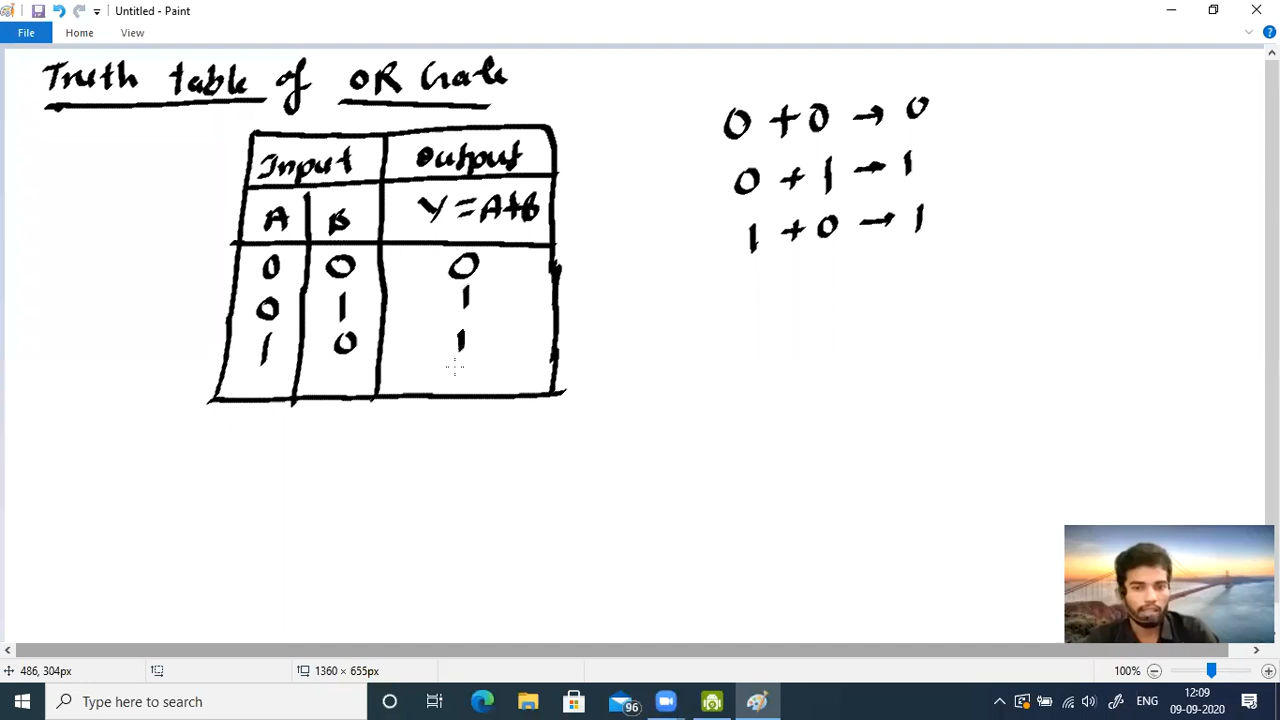 Untitled - Paint
File Home View
Truth table of OR Gate
Input Output
A B Y = A+B
0 0 0
0 1 1
1 0 1
0 + 0 → 0
0 + 1 → 1
1 + 0 → 1
486, 304px 1360 × 655px 100%
Type here to search
96
ENG
12:09
09-09-2020